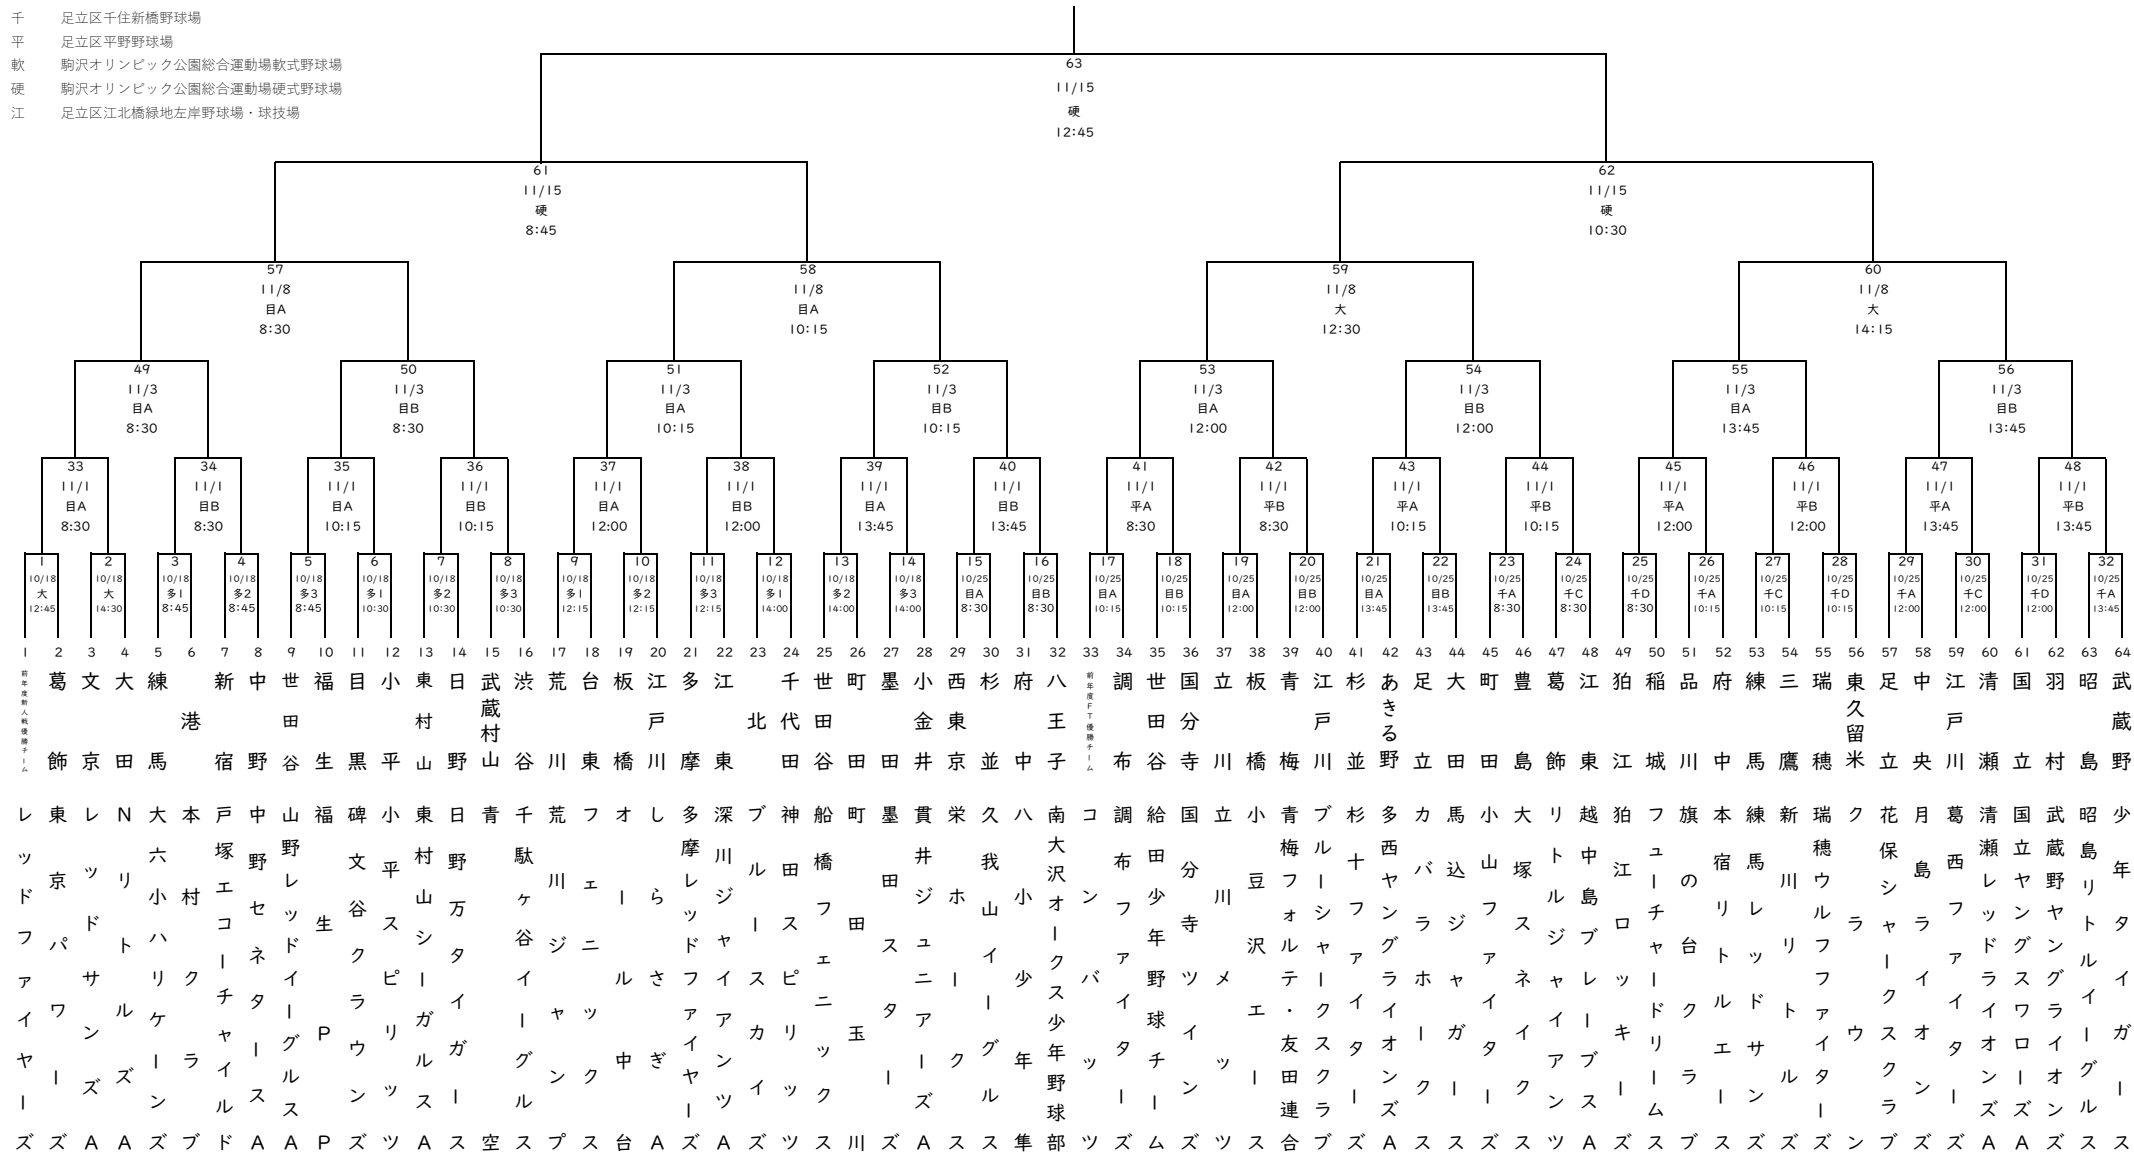 千 足立区千住新橋野球場
平 足立区平野野球場
軟 駒沢オリンピック公園総合運動場軟式野球場
硬 駒沢オリンピック公園総合運動場硬式野球場
江 足立区江北橋緑地左岸野球場・球技場
63
11/15
硬
12:45
61 62
11/15 11/15
硬 硬
8:45 10:30
57 58 59 60
11/8 11/8 11/8 11/8
目A 目A 大 大
8:30 10:15 12:30 14:15
49 50 51 52 53 54 55 56
11/3 11/3 11/3 11/3 11/3 11/3 11/3 11/3
目A 目B 目A 目B 目A 目B 目A 目B
8:30 8:30 10:15 10:15 12:00 12:00 13:45 13:45
33 34 35 36 37 38 39 40 41 42 43 44 45 46 47 48
11/1 11/1 11/1 11/1 11/1 11/1 11/1 11/1 11/1 11/1 11/1 11/1 11/1 11/1 11/1 11/1
目A 目B 目A 目B 目A 目B 目A 目B 平A 平B 平A 平B 平A 平B 平A 平B
8:30 8:30 10:15 10:15 12:00 12:00 13:45 13:45 8:30 8:30 10:15 10:15 12:00 12:00 13:45 13:45
1 2 3 4 5 6 7 8 9 10 11 12 13 14 15 16 17 18 19 20 21 22 23 24 25 26 27 28 29 30 31 32
10/18 10/18 10/18 10/18 10/18 10/18 10/18 10/18 10/18 10/18 10/18 10/18 10/18 10/18 10/25 10/25 10/25 10/25 10/25 10/25 10/25 10/25 10/25 10/25 10/25 10/25 10/25 10/25 10/25 10/25 10/25 10/25
大 大 多1 多2 多3 多1 多2 多3 多1 多2 多3 多1 多2 多3 目A 目B 目A 目B 目A 目B 目A 目B 千A 千C 千D 千A 千C 千D 千A 千C 千D 千A
12:45 14:30 8:45 8:45 8:45 10:30 10:30 10:30 12:15 12:15 12:15 14:00 14:00 14:00 8:30 8:30 10:15 10:15 12:00 12:00 13:45 13:45 8:30 8:30 8:30 10:15 10:15 10:15 12:00 12:00 12:00 13:45
1 前年度新人戦優勝チーム レッドファイヤーズ
2 葛飾 東京パワーズ
3 文京 レッドサンズA
4 大田 NリトルズA
5 練馬 大六小ハリケーンズ
6 港 本村クラブ
7 新宿 戸塚エコーチャイルド
8 中野 中野セネタースA
9 世田谷 山野レッドイーグルスA
10 福生 福生PP
11 目黒 碑文谷クラウンズ
12 小平 小平スピリッツ
13 東村山 東村山シーガルスA
14 日野 日野万タイガース
15 武蔵村山 青空
16 渋谷 千駄ヶ谷イーグルス
17 荒川 荒川ジャンプ
18 台東 フェニックス
19 板橋 オール中台
20 江戸川 しらさぎA
21 多摩 多摩レッドファイヤーズ
22 江東 深川ジャイアンツA
23 北 ブルースカイズ
24 千代田 神田スピリッツ
25 世田谷 船橋フェニックス
26 町田 町田玉川
27 墨田 墨田スターズ
28 小金井 貫井ジュニアーズA
29 西東京 栄ホークス
30 杉並 久我山イーグルス
31 府中 八小少年隼
32 八王子 南大沢オークス少年野球部
33 前年度FT優勝チーム コンバッツ
34 調布 調布ファイターズ
35 世田谷 給田少年野球チーム
36 国分寺 国分寺ツインズ
37 立川 立川メッツ
38 板橋 小豆沢エース
39 青梅 青梅フォルテ・友田連合
40 江戸川 ブルーシャークスクラブ
41 杉並 杉十ファイターズ
42 あきる野 多西ヤングライオンズA
43 足立 カバラホークス
44 大田 馬込ジャガース
45 町田 小山ファイターズ
46 豊島 大塚スネイクス
47 葛飾 リトルジャイアンツ
48 江東 越中島ブレーブスA
49 狛江 狛江ロッキーズ
50 稲城 フューチャードリームス
51 品川 旗の台クラブ
52 府中 本宿リトルエース
53 練馬 練馬レッドサンズ
54 三鷹 新川リトルズ
55 瑞穂 瑞穂ウルフファイターズ
56 東久留米 クラウン
57 足立 花保シャークスクラブ
58 中央 月島ライオンズ
59 江戸川 葛西ファイターズ
60 清瀬 清瀬レッドライオンズA
61 国立 国立ヤングスワローズA
62 羽村 武蔵野ヤングライオンズ
63 昭島 昭島リトルイーグルス
64 武蔵野 少年タイガース